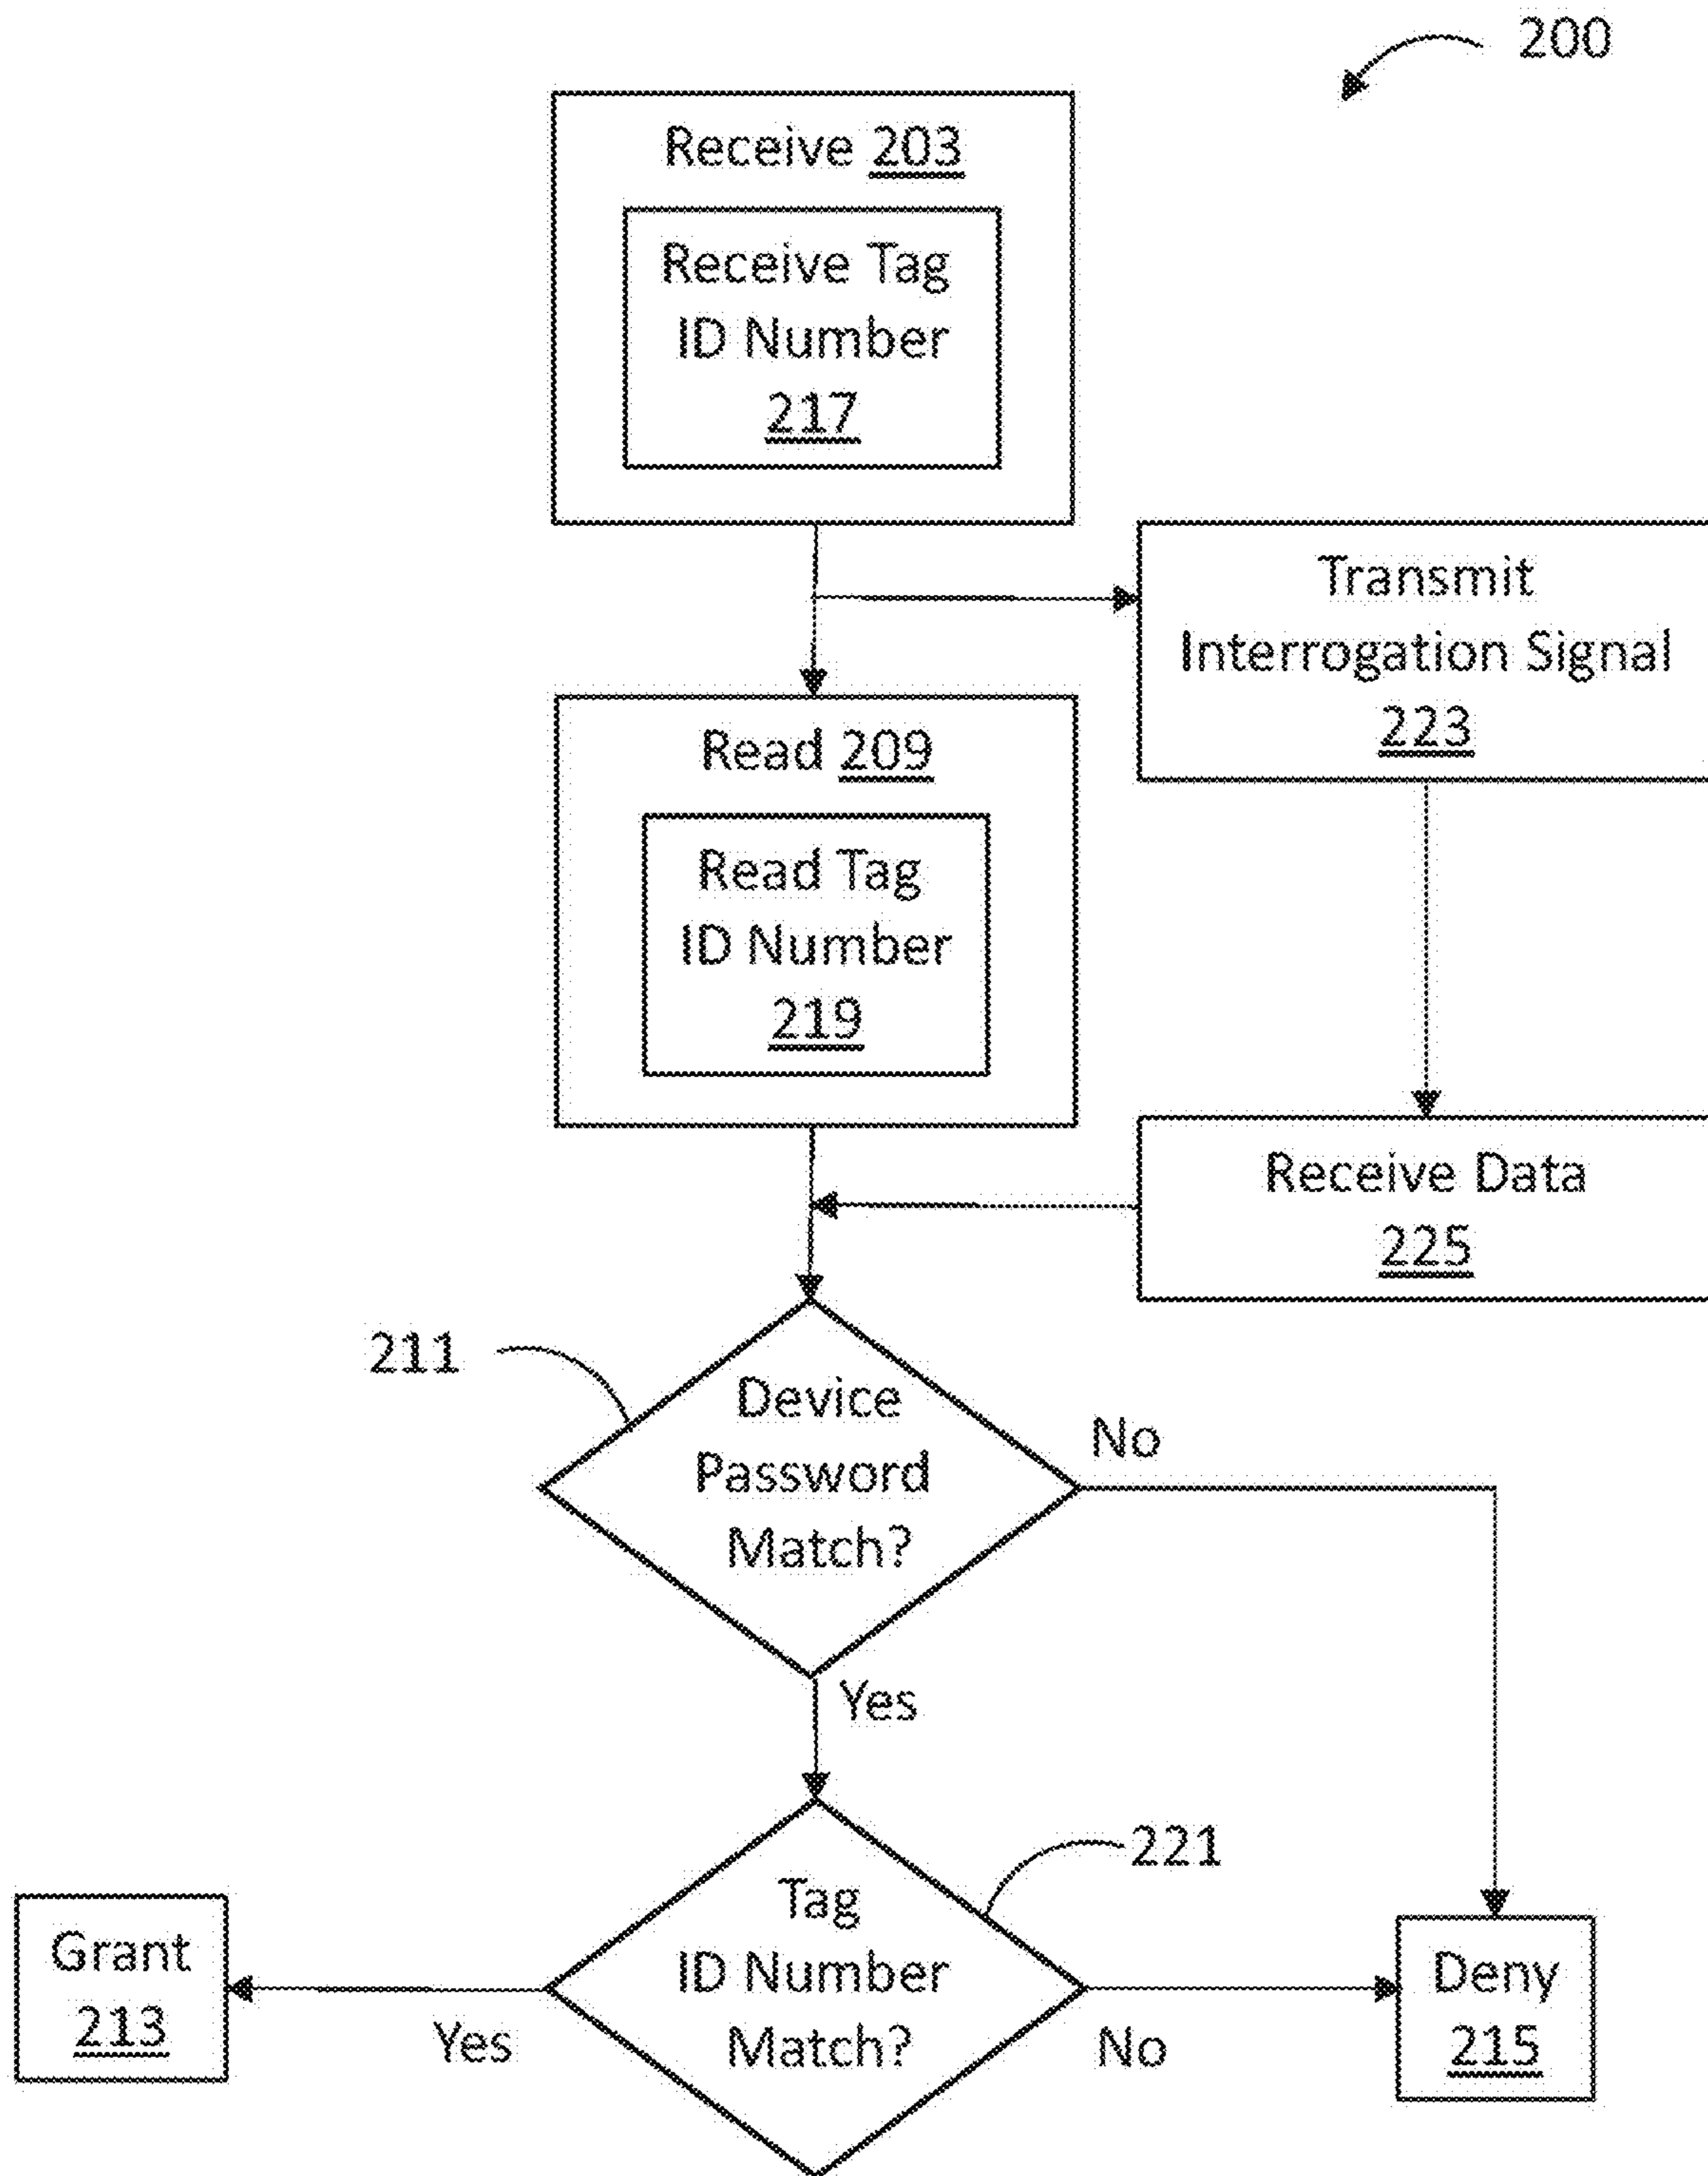 200
Receive 203
Receive Tag
ID Number
217
Transmit
Interrogation Signal
223
Read 209
Read Tag
ID Number
219
Receive Data
225
211
Device
Password
Match?
No
Yes
221
Tag
ID Number
Match?
Grant
213
Yes
No
Deny
215